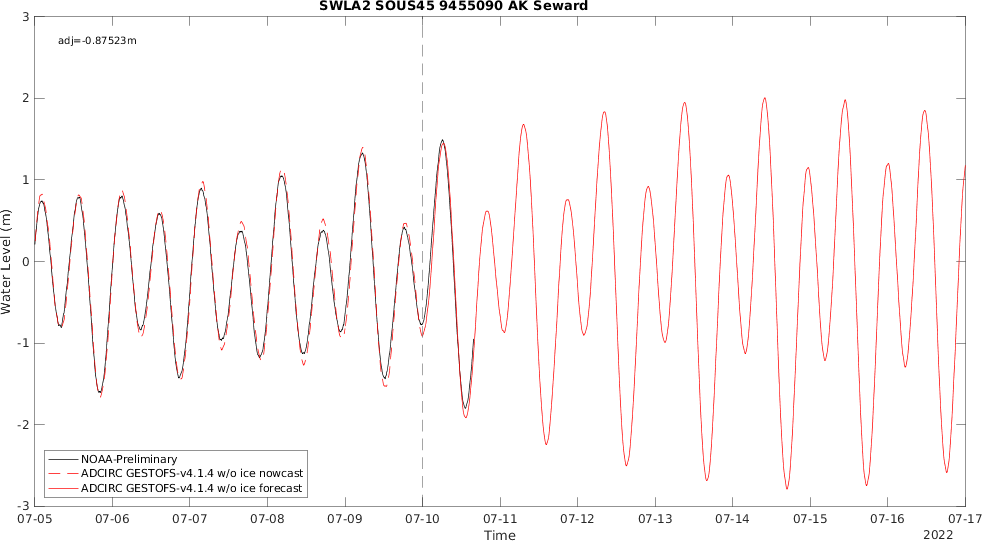 SWLA2 SOUS45 9455090 AK Seward
3
adj=-0.87523m
2
1
0
-1
-2
-3
Water Level (m)
NOAA-Preliminary
ADCIRC GESTOFS-v4.1.4 w/o ice nowcast
ADCIRC GESTOFS-v4.1.4 w/o ice forecast
07-05 07-06 07-07 07-08 07-09 07-10 07-11 07-12 07-13 07-14 07-15 07-16 07-17
Time
2022